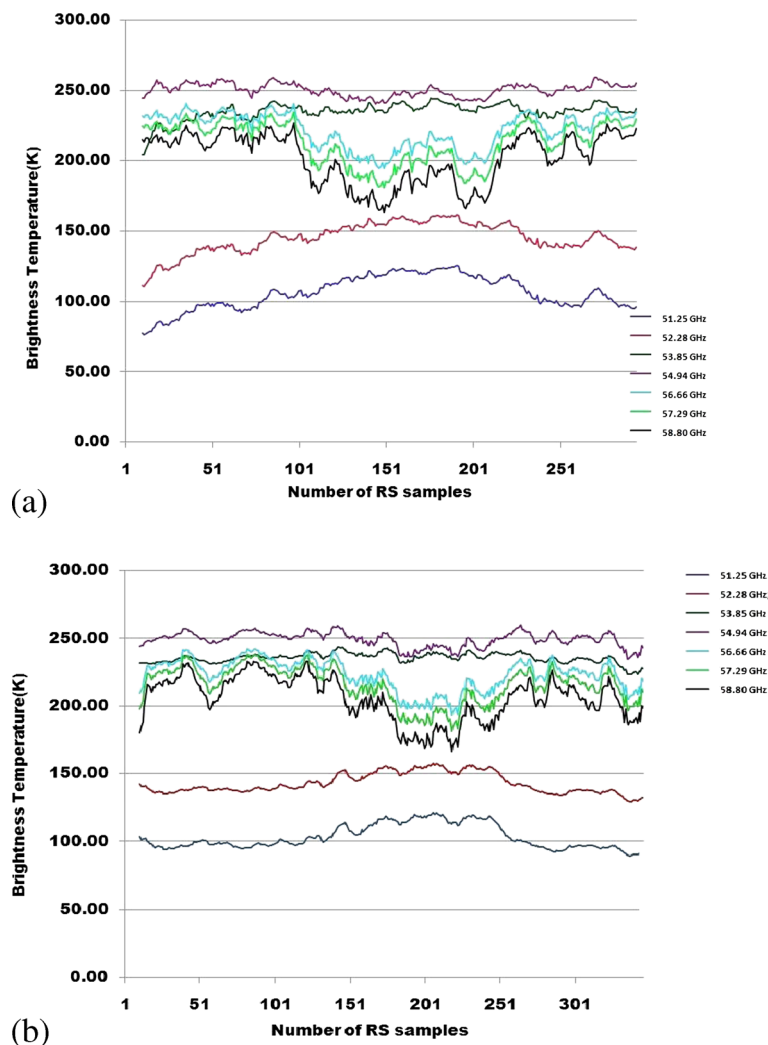 300.00
250.00
200.00
150.00
100.00
50.00
0.00
Brightness Temperature(K)
1 51 101 151 201 251
Number of RS samples
51.25 GHz
52.28 GHz
53.85 GHz
54.94 GHz
56.66 GHz
57.29 GHz
58.80 GHz
(a)
300.00
250.00
200.00
150.00
100.00
50.00
0.00
Brightness Temperature(K)
1 51 101 151 201 251 301
Number of RS samples
51.25 GHz
52.28 GHz
53.85 GHz
54.94 GHz
56.66 GHz
57.29 GHz
58.80 GHz
(b)